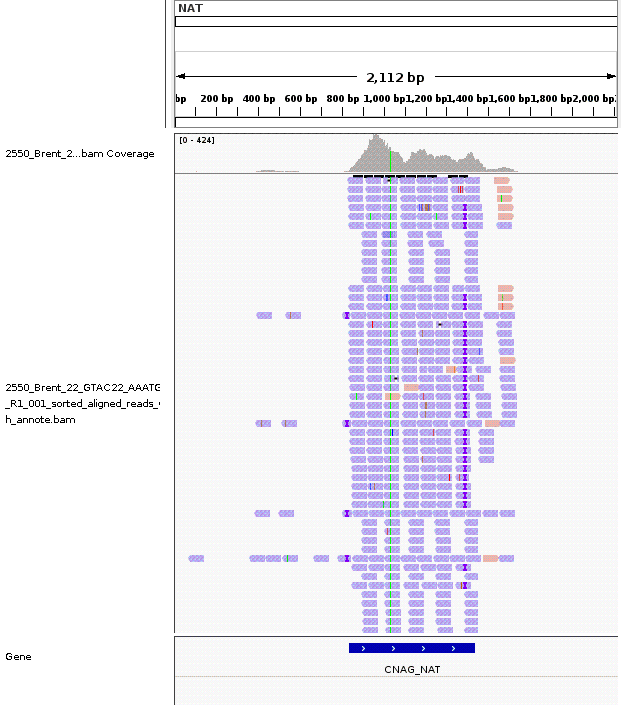 NAT
2,112 bp
bp 200 bp 400 bp 600 bp 800 bp 1,000 bp 1,200 bp 1,400 bp 1,600 bp 1,800 bp 2,000 bp
[0 - 424]
2550_Brent_2...bam Coverage
2550_Brent_22_GTAC22_AAATG
_R1_001_sorted_aligned_reads_
h_annote.bam
Gene
CNAG_NAT